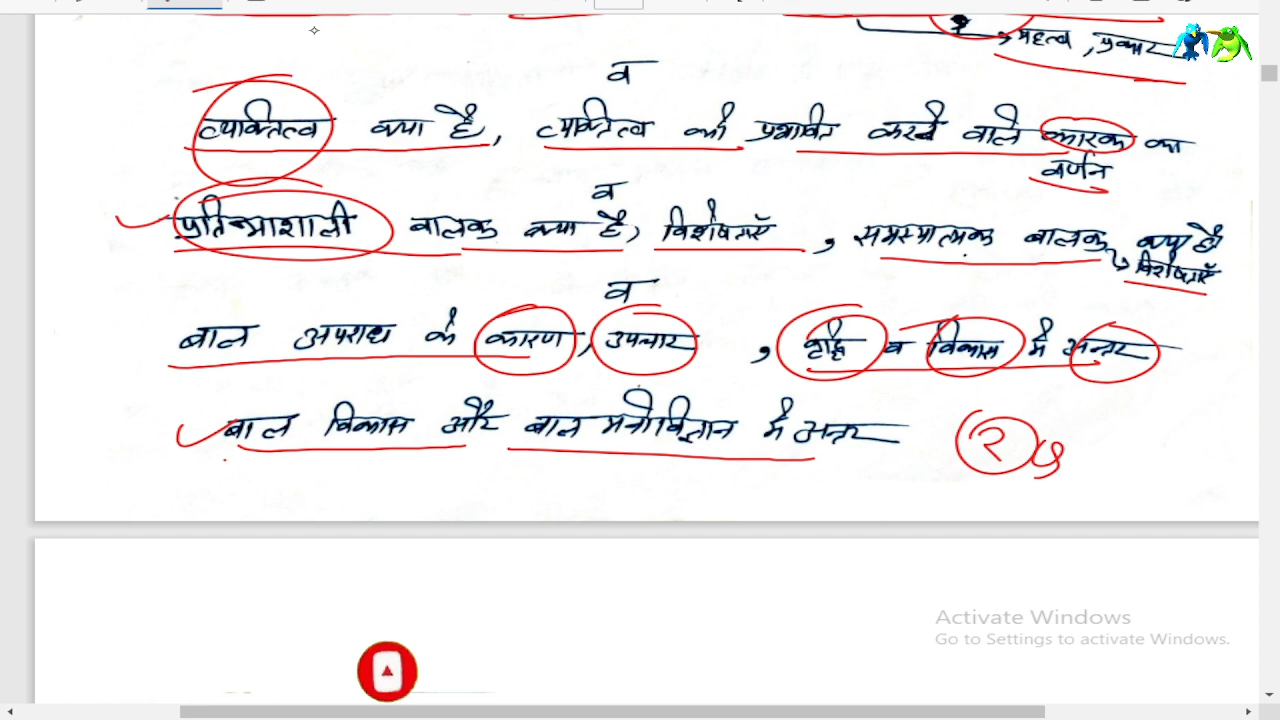 महत्व, प्रकार
व
व्यक्तित्व क्या है, व्यक्तित्व को प्रभावित करने वाले कारक का
वर्णन
व
प्रतिभाशाली बालक क्या है, विशेषताएँ, समस्यात्मक बालक क्या है
, विशेषताएँ
व
बाल अपराध के कारण, उपचार, वृद्धि व विकास में अन्तर
बाल विकास और बाल मनोविज्ञान में अन्तर
Activate Windows
Go to Settings to activate Windows.